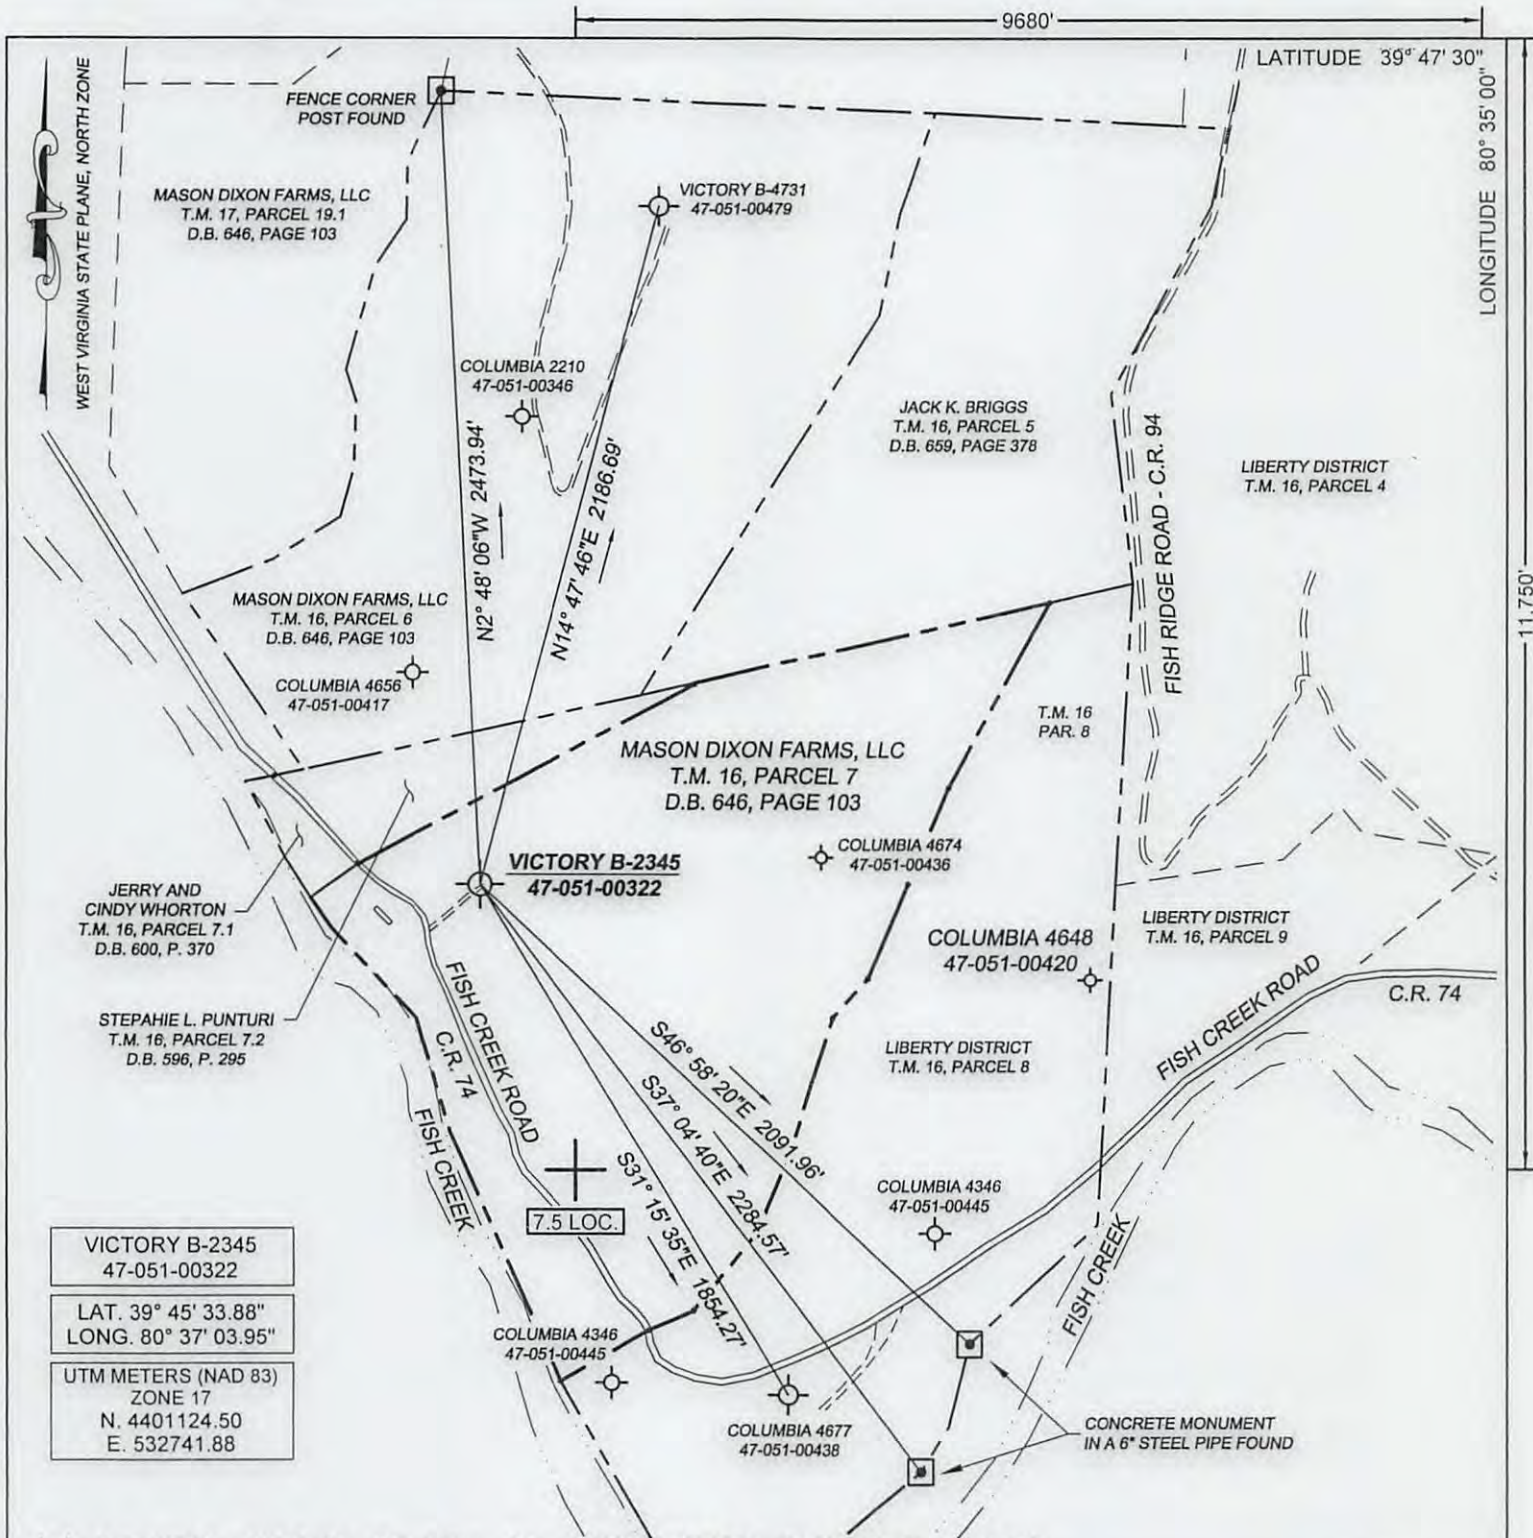 9680'
LATITUDE 39° 47' 30"
LONGITUDE 80° 35' 00"
11,750'
WEST VIRGINIA STATE PLANE, NORTH ZONE
FENCE CORNER
POST FOUND
MASON DIXON FARMS, LLC
T.M. 17, PARCEL 19.1
D.B. 646, PAGE 103
VICTORY B-4731
47-051-00479
COLUMBIA 2210
47-051-00346
N2° 48' 06"W 2473.94'
N14° 47' 46"E 2186.69'
JACK K. BRIGGS
T.M. 16, PARCEL 5
D.B. 659, PAGE 378
FISH RIDGE ROAD - C.R. 94
LIBERTY DISTRICT
T.M. 16, PARCEL 4
MASON DIXON FARMS, LLC
T.M. 16, PARCEL 6
D.B. 646, PAGE 103
COLUMBIA 4656
47-051-00417
T.M. 16
PAR. 8
MASON DIXON FARMS, LLC
T.M. 16, PARCEL 7
D.B. 646, PAGE 103
COLUMBIA 4674
47-051-00436
VICTORY B-2345
47-051-00322
JERRY AND
CINDY WHORTON
T.M. 16, PARCEL 7.1
D.B. 600, P. 370
LIBERTY DISTRICT
T.M. 16, PARCEL 9
COLUMBIA 4648
47-051-00420
STEPAHIE L. PUNTURI
T.M. 16, PARCEL 7.2
D.B. 596, P. 295
FISH CREEK ROAD
C.R. 74
FISH CREEK
FISH CREEK ROAD
C.R. 74
LIBERTY DISTRICT
T.M. 16, PARCEL 8
S46° 58' 20"E 2091.96'
S37° 04' 40"E 2284.57'
S31° 15' 35"E 1854.27'
7.5 LOC.
COLUMBIA 4346
47-051-00445
FISH CREEK
VICTORY B-2345
47-051-00322
LAT. 39° 45' 33.88"
LONG. 80° 37' 03.95"
UTM METERS (NAD 83)
ZONE 17
N. 4401124.50
E. 532741.88
COLUMBIA 4346
47-051-00445
COLUMBIA 4677
47-051-00438
CONCRETE MONUMENT
IN A 6" STEEL PIPE FOUND